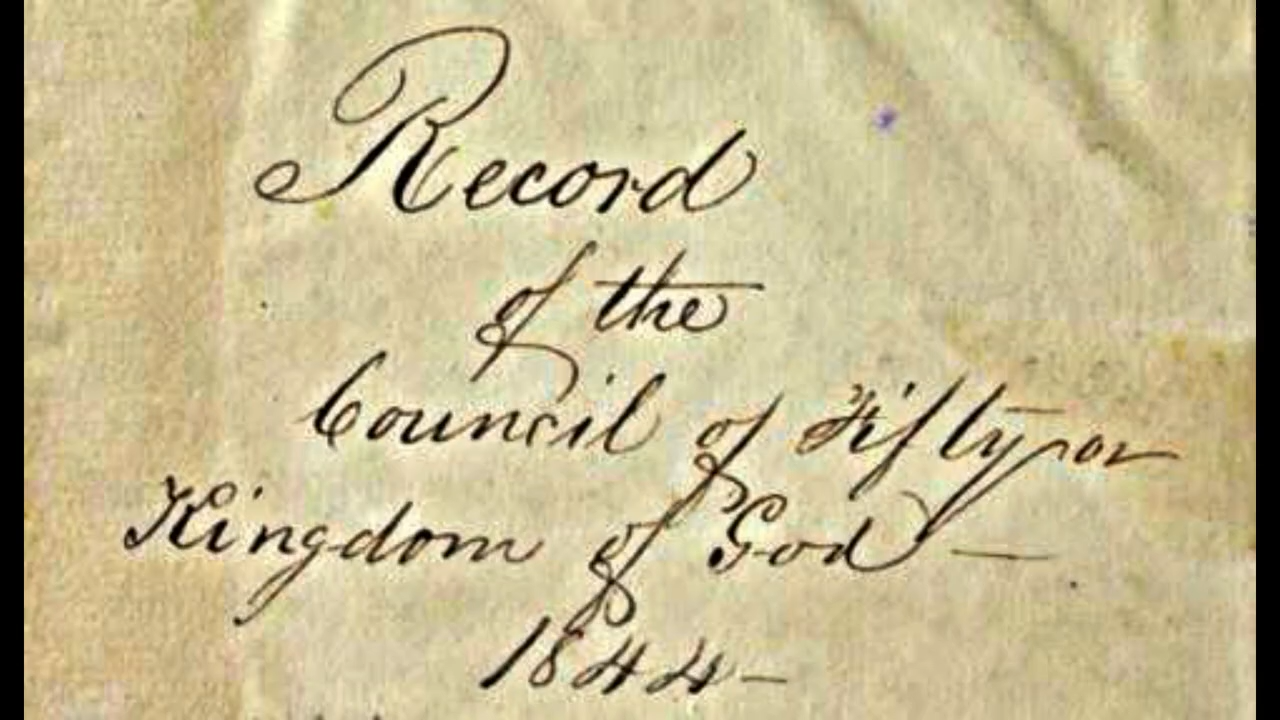 Record
of the
Council of Fifty or
Kingdom of God —
1844 —